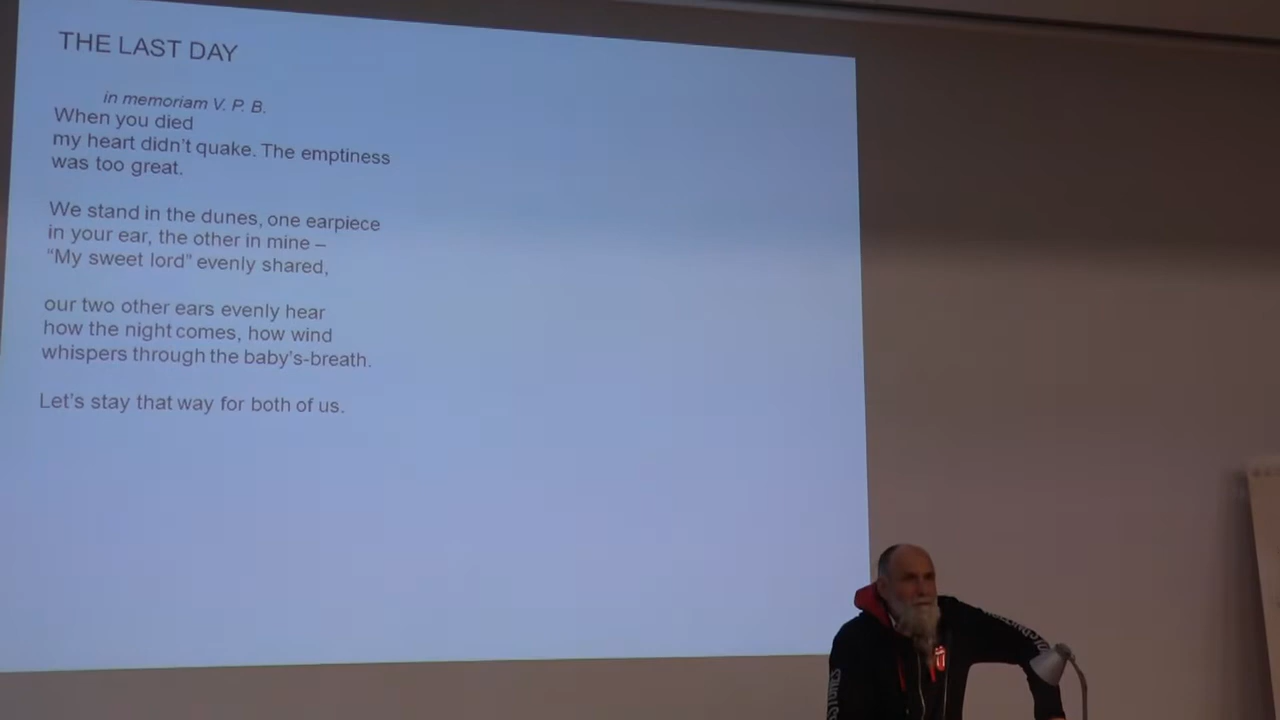 THE LAST DAY
in memoriam V. P. B.
When you died
my heart didn't quake. The emptiness
was too great.
We stand in the dunes, one earpiece
in your ear, the other in mine –
“My sweet lord” evenly shared,
our two other ears evenly hear
how the night comes, how wind
whispers through the baby's-breath.
Let's stay that way for both of us.